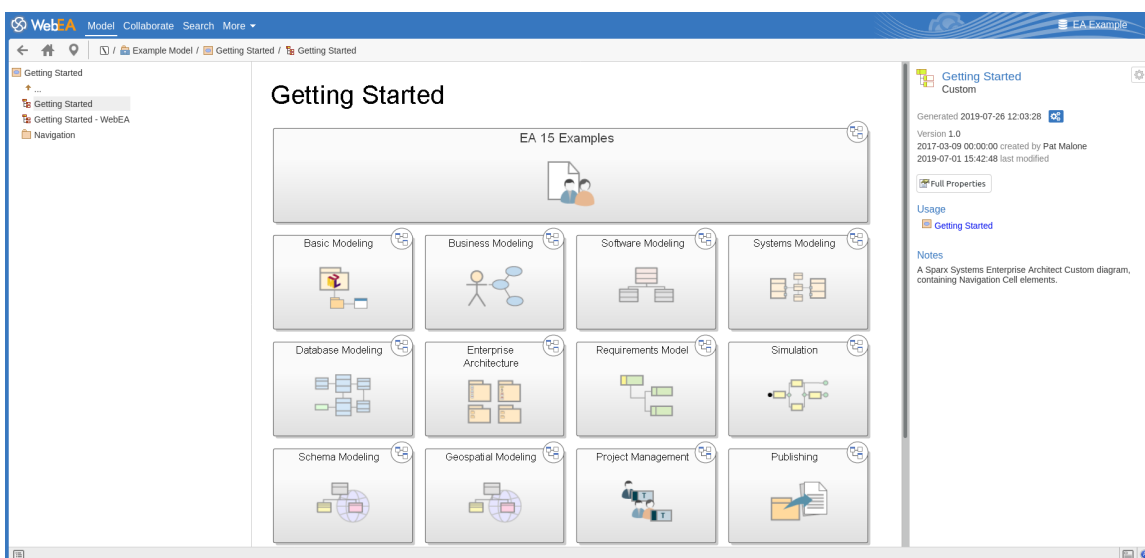 WebEA Model Collaborate Search More EA Example
/ Example Model / Getting Started / Getting Started
Getting Started
...
Getting Started
Getting Started - WebEA
Navigation
Getting Started
EA 15 Examples
Basic Modeling
Business Modeling
Software Modeling
Systems Modeling
Database Modeling
Enterprise
Architecture
Requirements Model
Simulation
Schema Modeling
Geospatial Modeling
Project Management
T
T
Publishing
Getting Started
Custom
Generated 2019-07-26 12:03:28
Version 1.0
2017-03-09 00:00:00 created by Pat Malone
2019-07-01 15:42:48 last modified
Full Properties
Usage
Getting Started
Notes
A Sparx Systems Enterprise Architect Custom diagram,
containing Navigation Cell elements.